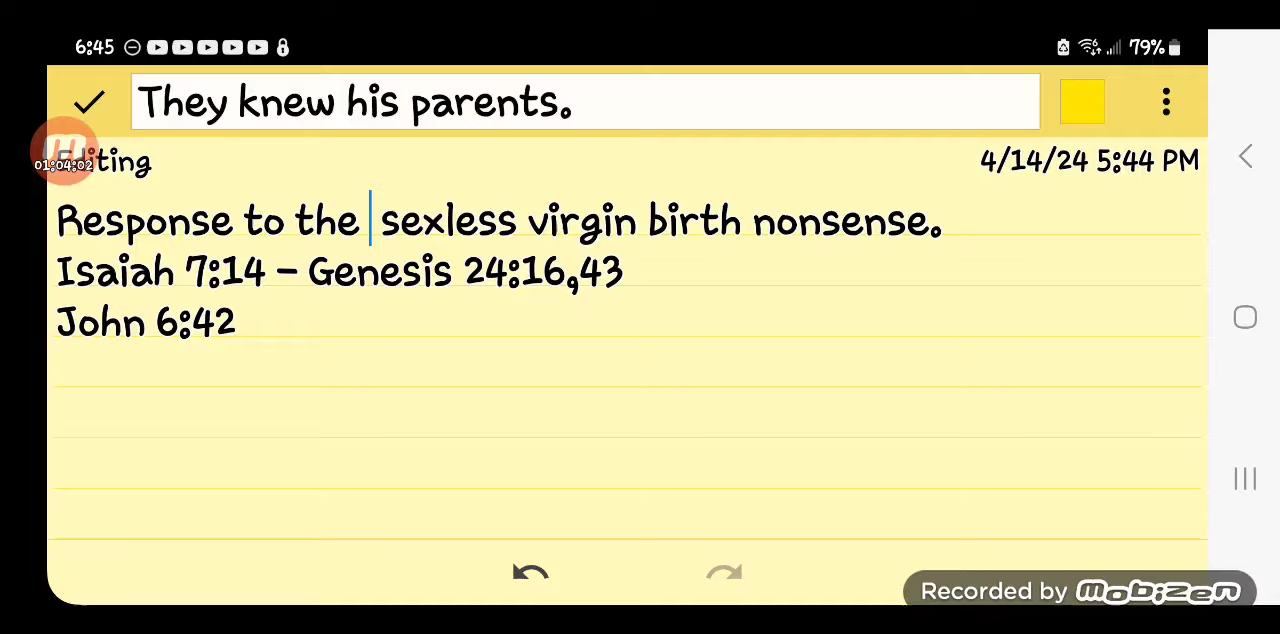 6:45 79%
They knew his parents.
01:04:02 diting 4/14/24 5:44 PM
Response to the sexless virgin birth nonsense.
Isaiah 7:14 – Genesis 24:16,43
John 6:42
Recorded by mobizen